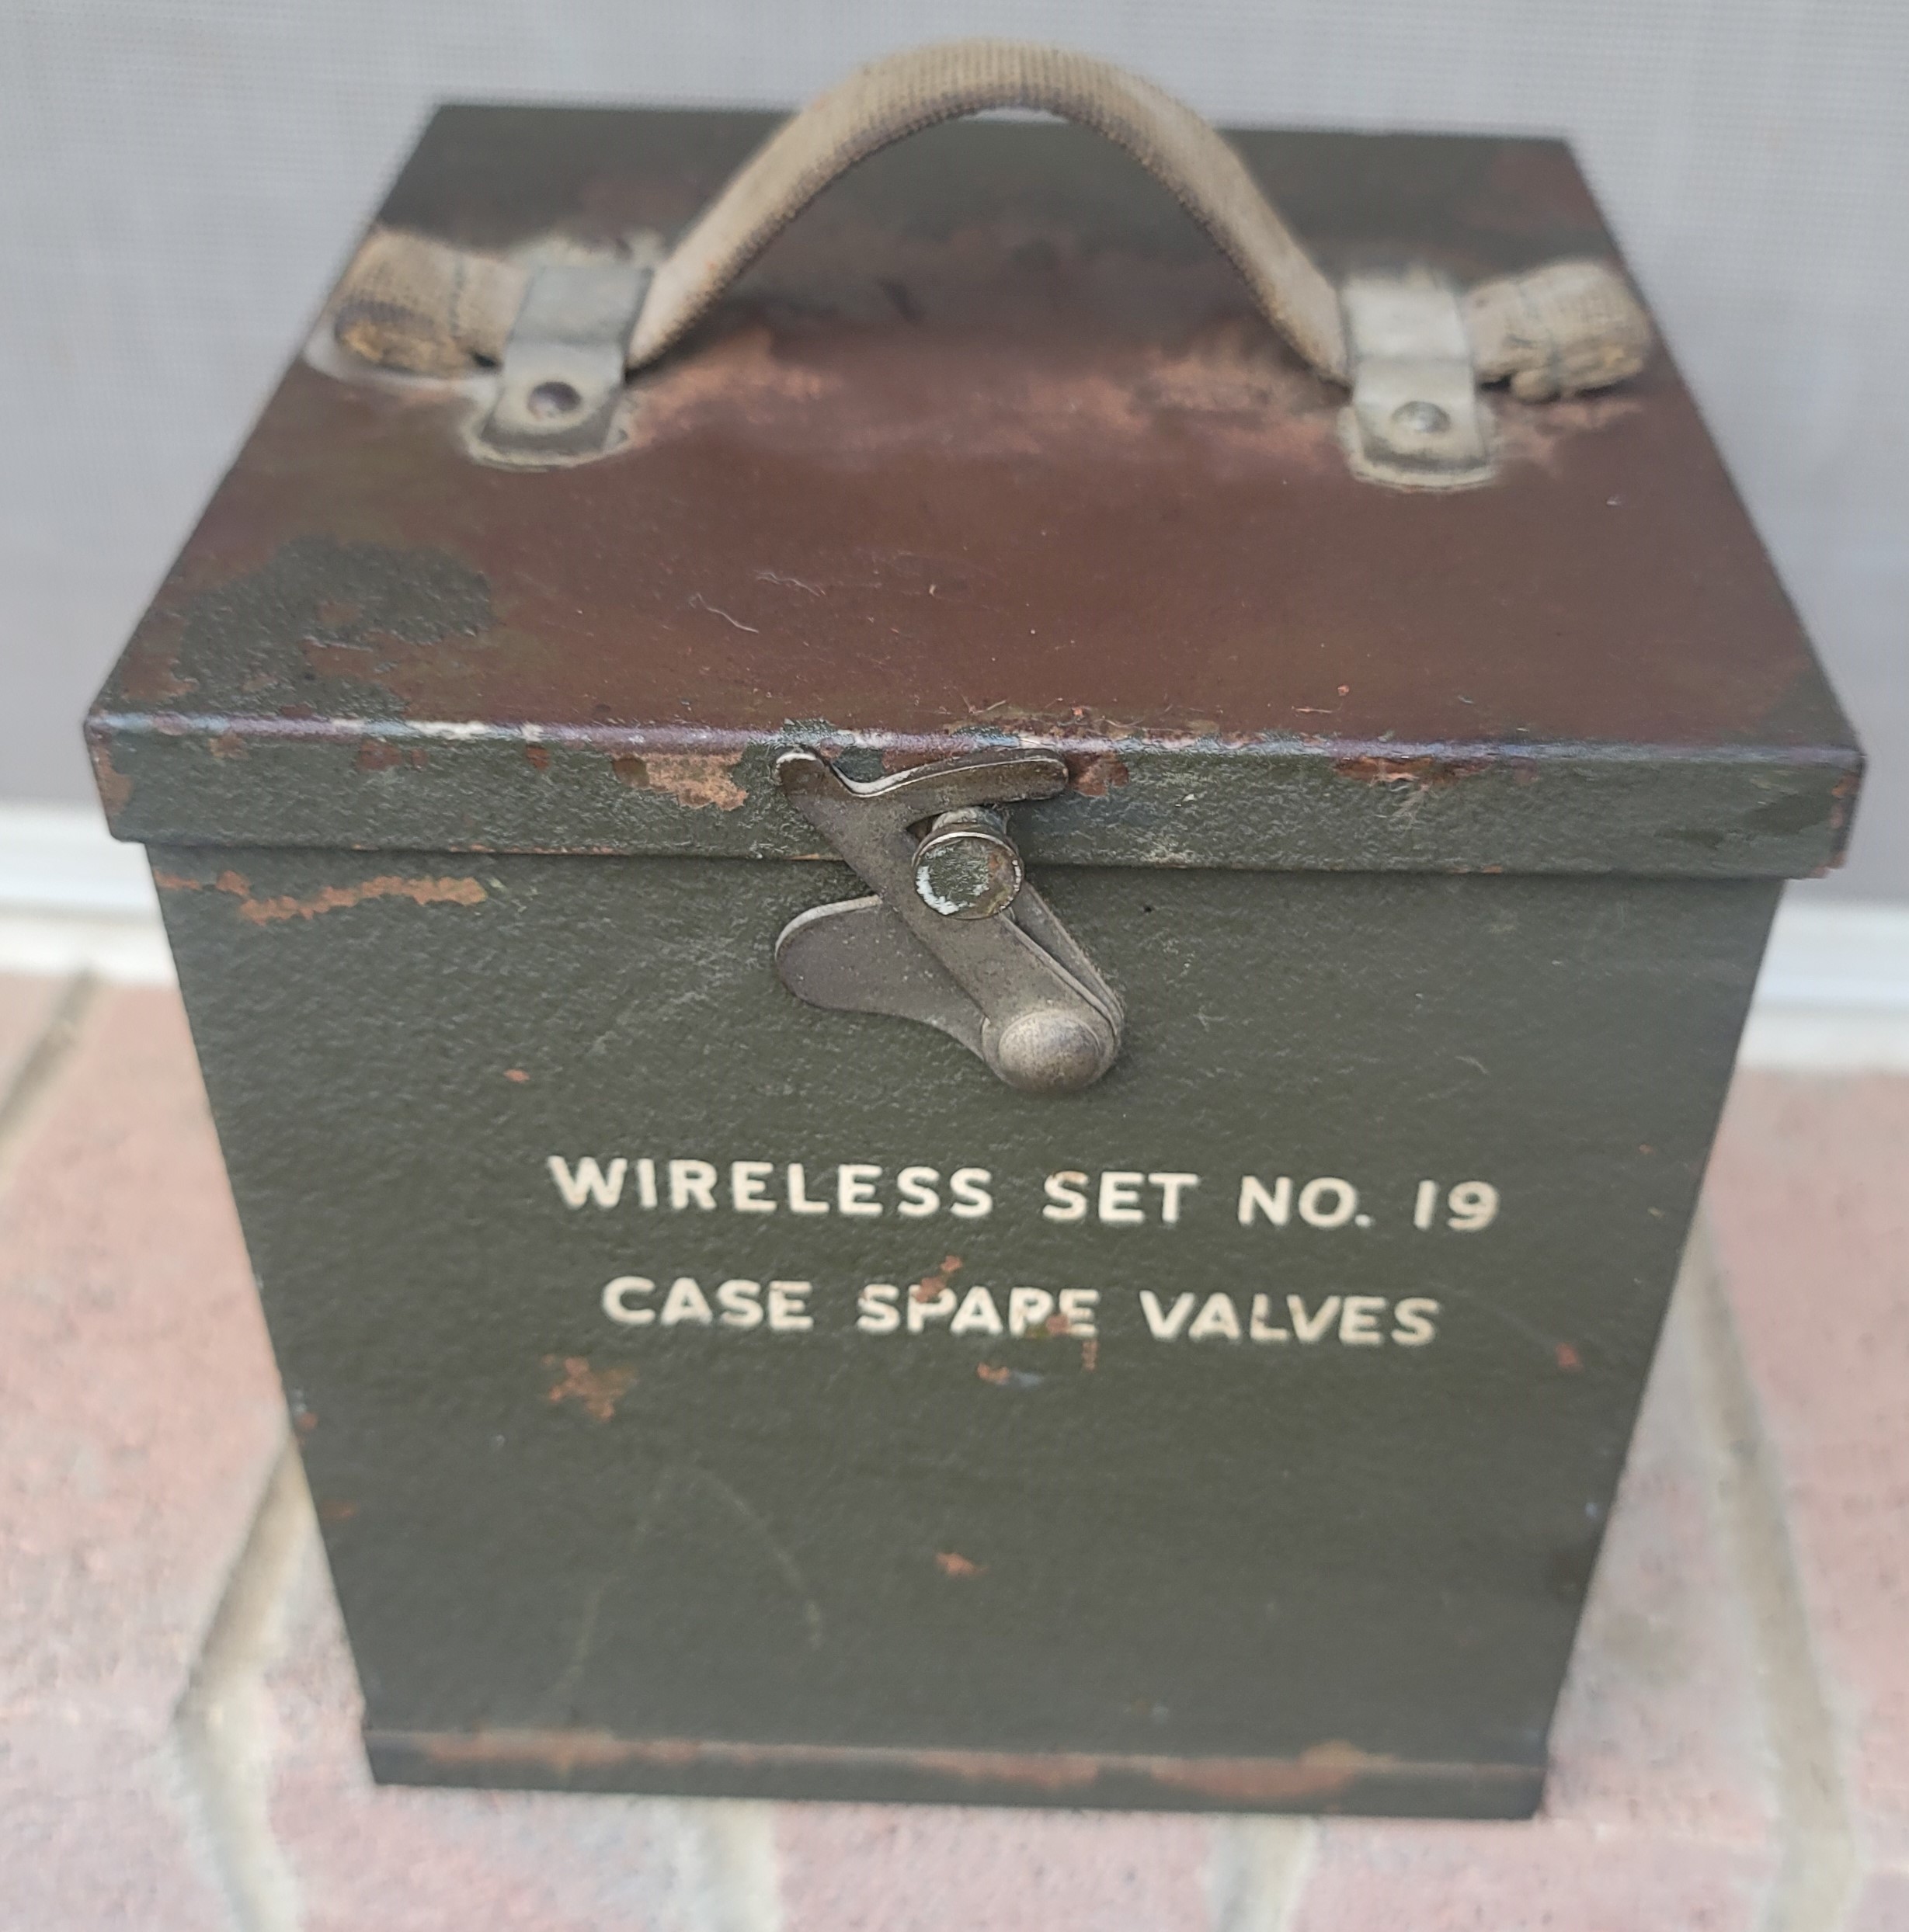 WIRELESS SET NO. 19
CASE SPARE VALVES